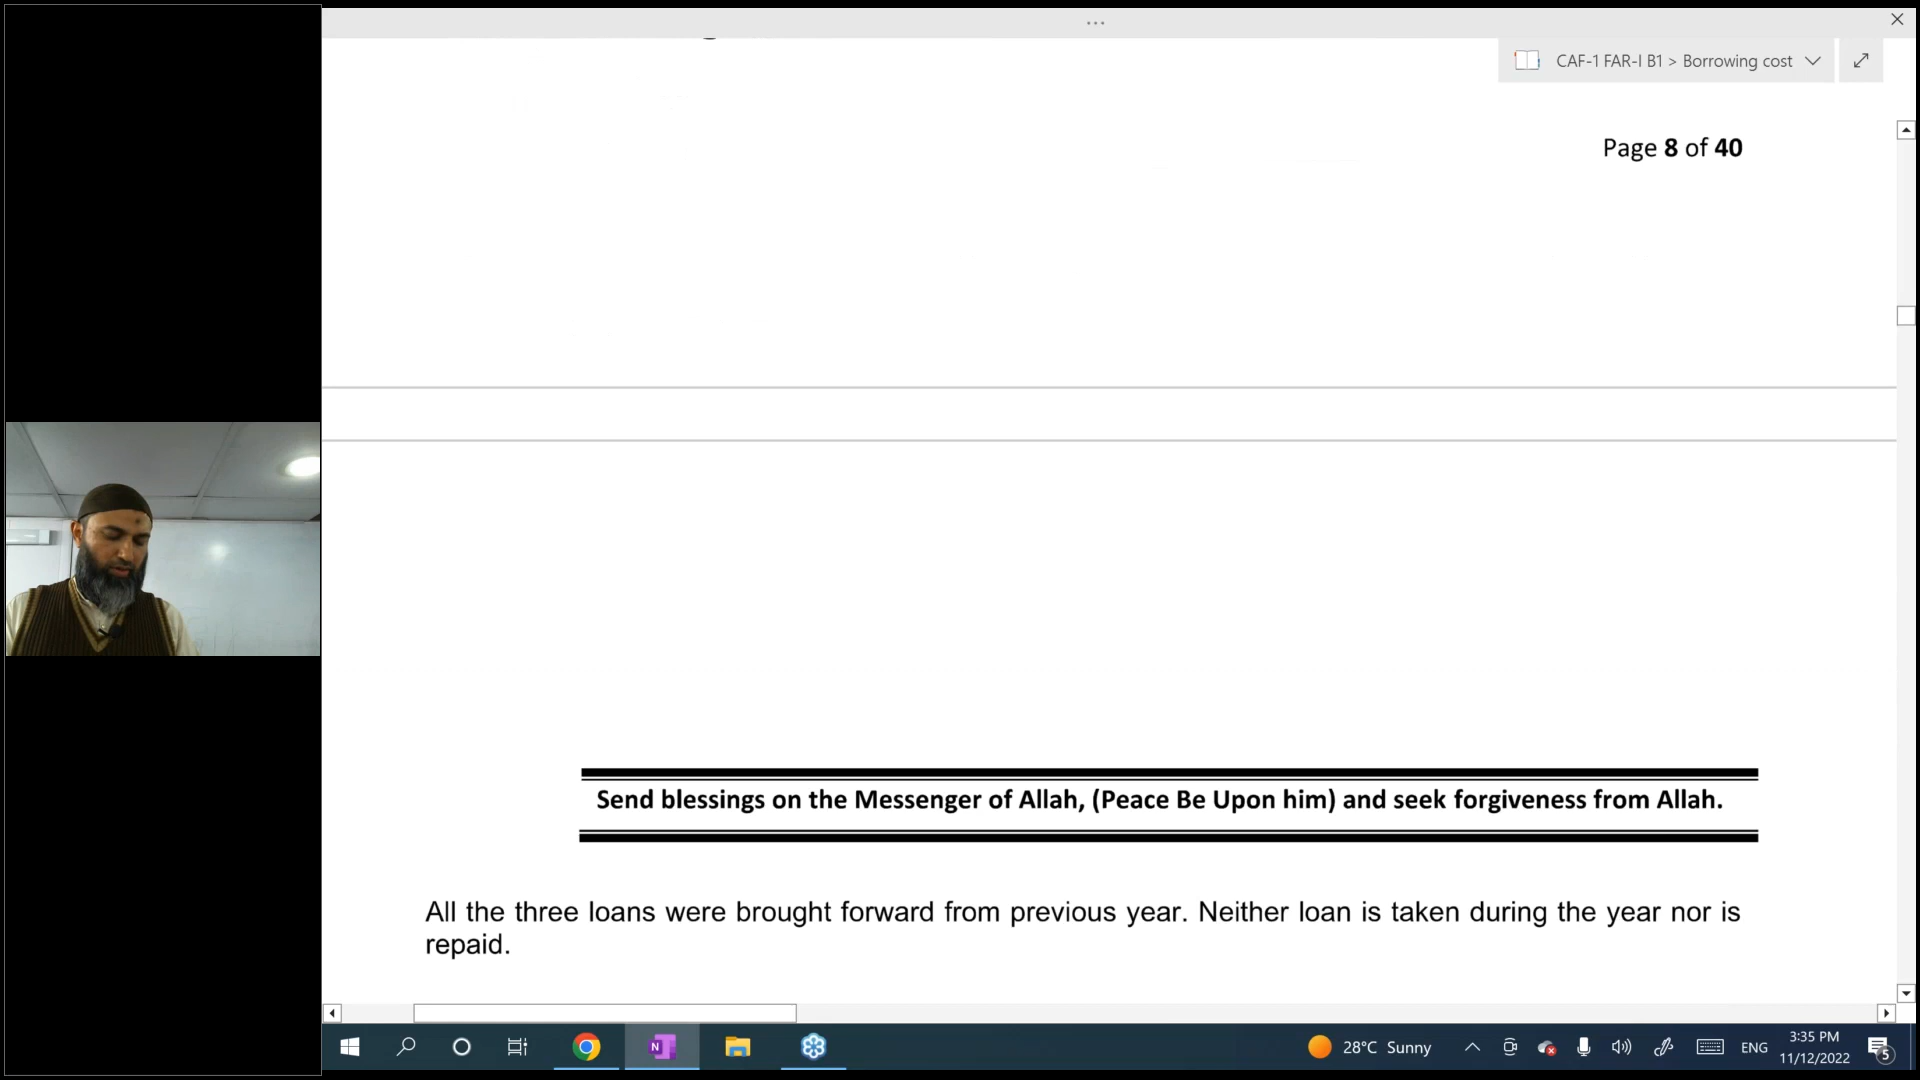 ...
CAF-1 FAR-I B1 > Borrowing cost
Page 8 of 40
Send blessings on the Messenger of Allah, (Peace Be Upon him) and seek forgiveness from Allah.
All the three loans were brought forward from previous year. Neither loan is taken during the year nor is
repaid.
N
28°C Sunny
ENG
3:35 PM
11/12/2022
5